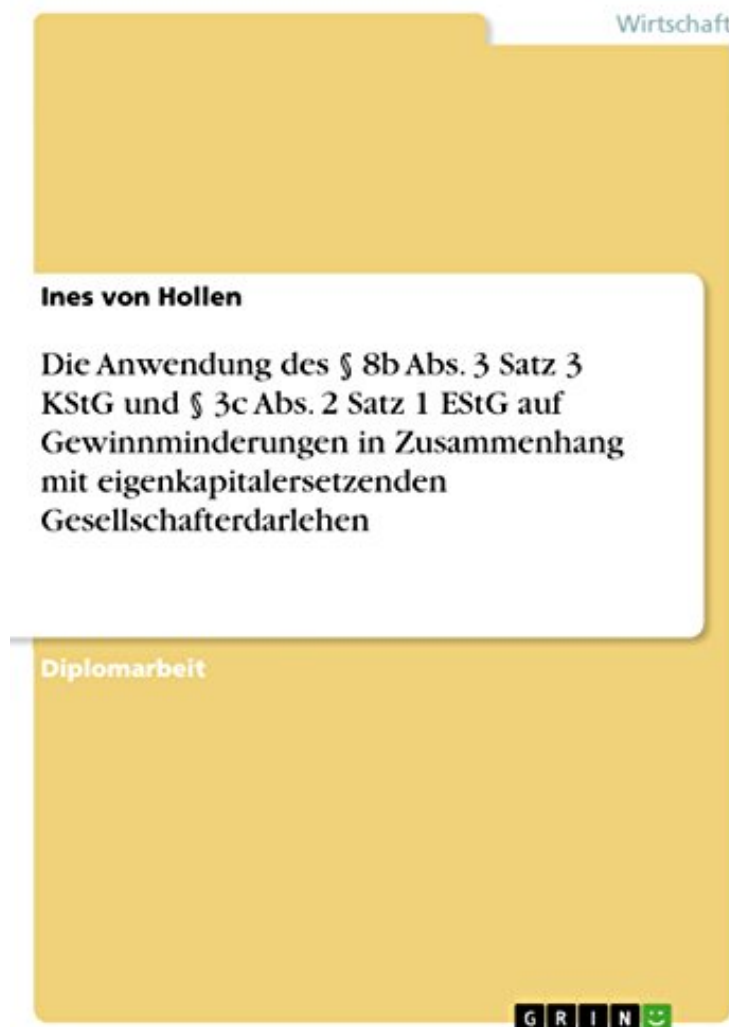 Wirtschaft
Ines von Hollen
Die Anwendung des § 8b Abs. 3 Satz 3
KStG und § 3c Abs. 2 Satz 1 EStG auf
Gewinnminderungen in Zusammenhang
mit eigenkapitalersetzenden
Gesellschafterdarlehen
Diplomarbeit
GRIN